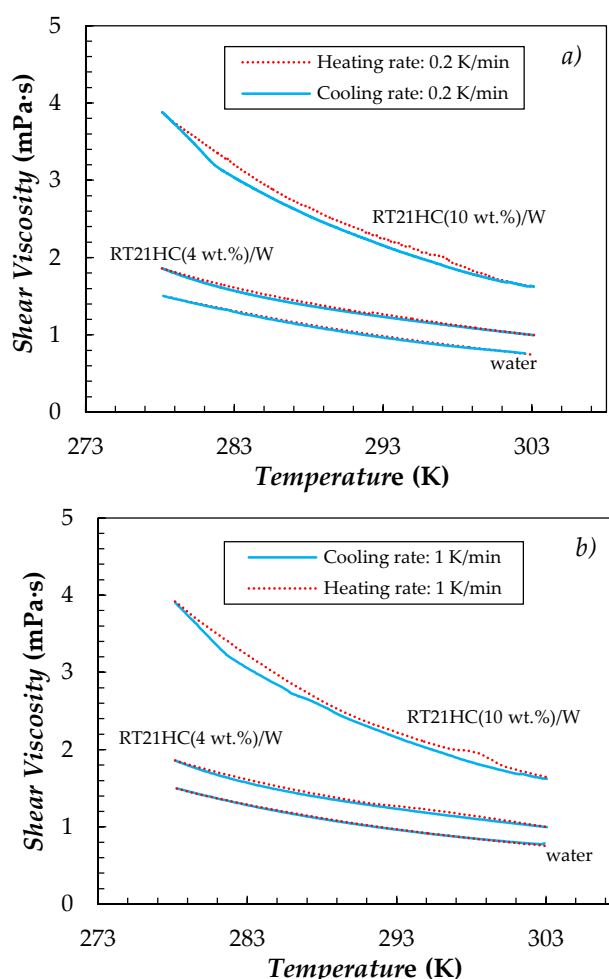 5
4
3
2
1
0
Shear Viscosity (mPa·s)
a)
Heating rate: 0.2 K/min
Cooling rate: 0.2 K/min
RT21HC(10 wt.%)/W
RT21HC(4 wt.%)/W
water
273 283 293 303
Temperature (K)
5
4
3
2
1
0
Shear Viscosity (mPa·s)
b)
Cooling rate: 1 K/min
Heating rate: 1 K/min
RT21HC(10 wt.%)/W
RT21HC(4 wt.%)/W
water
273 283 293 303
Temperature (K)